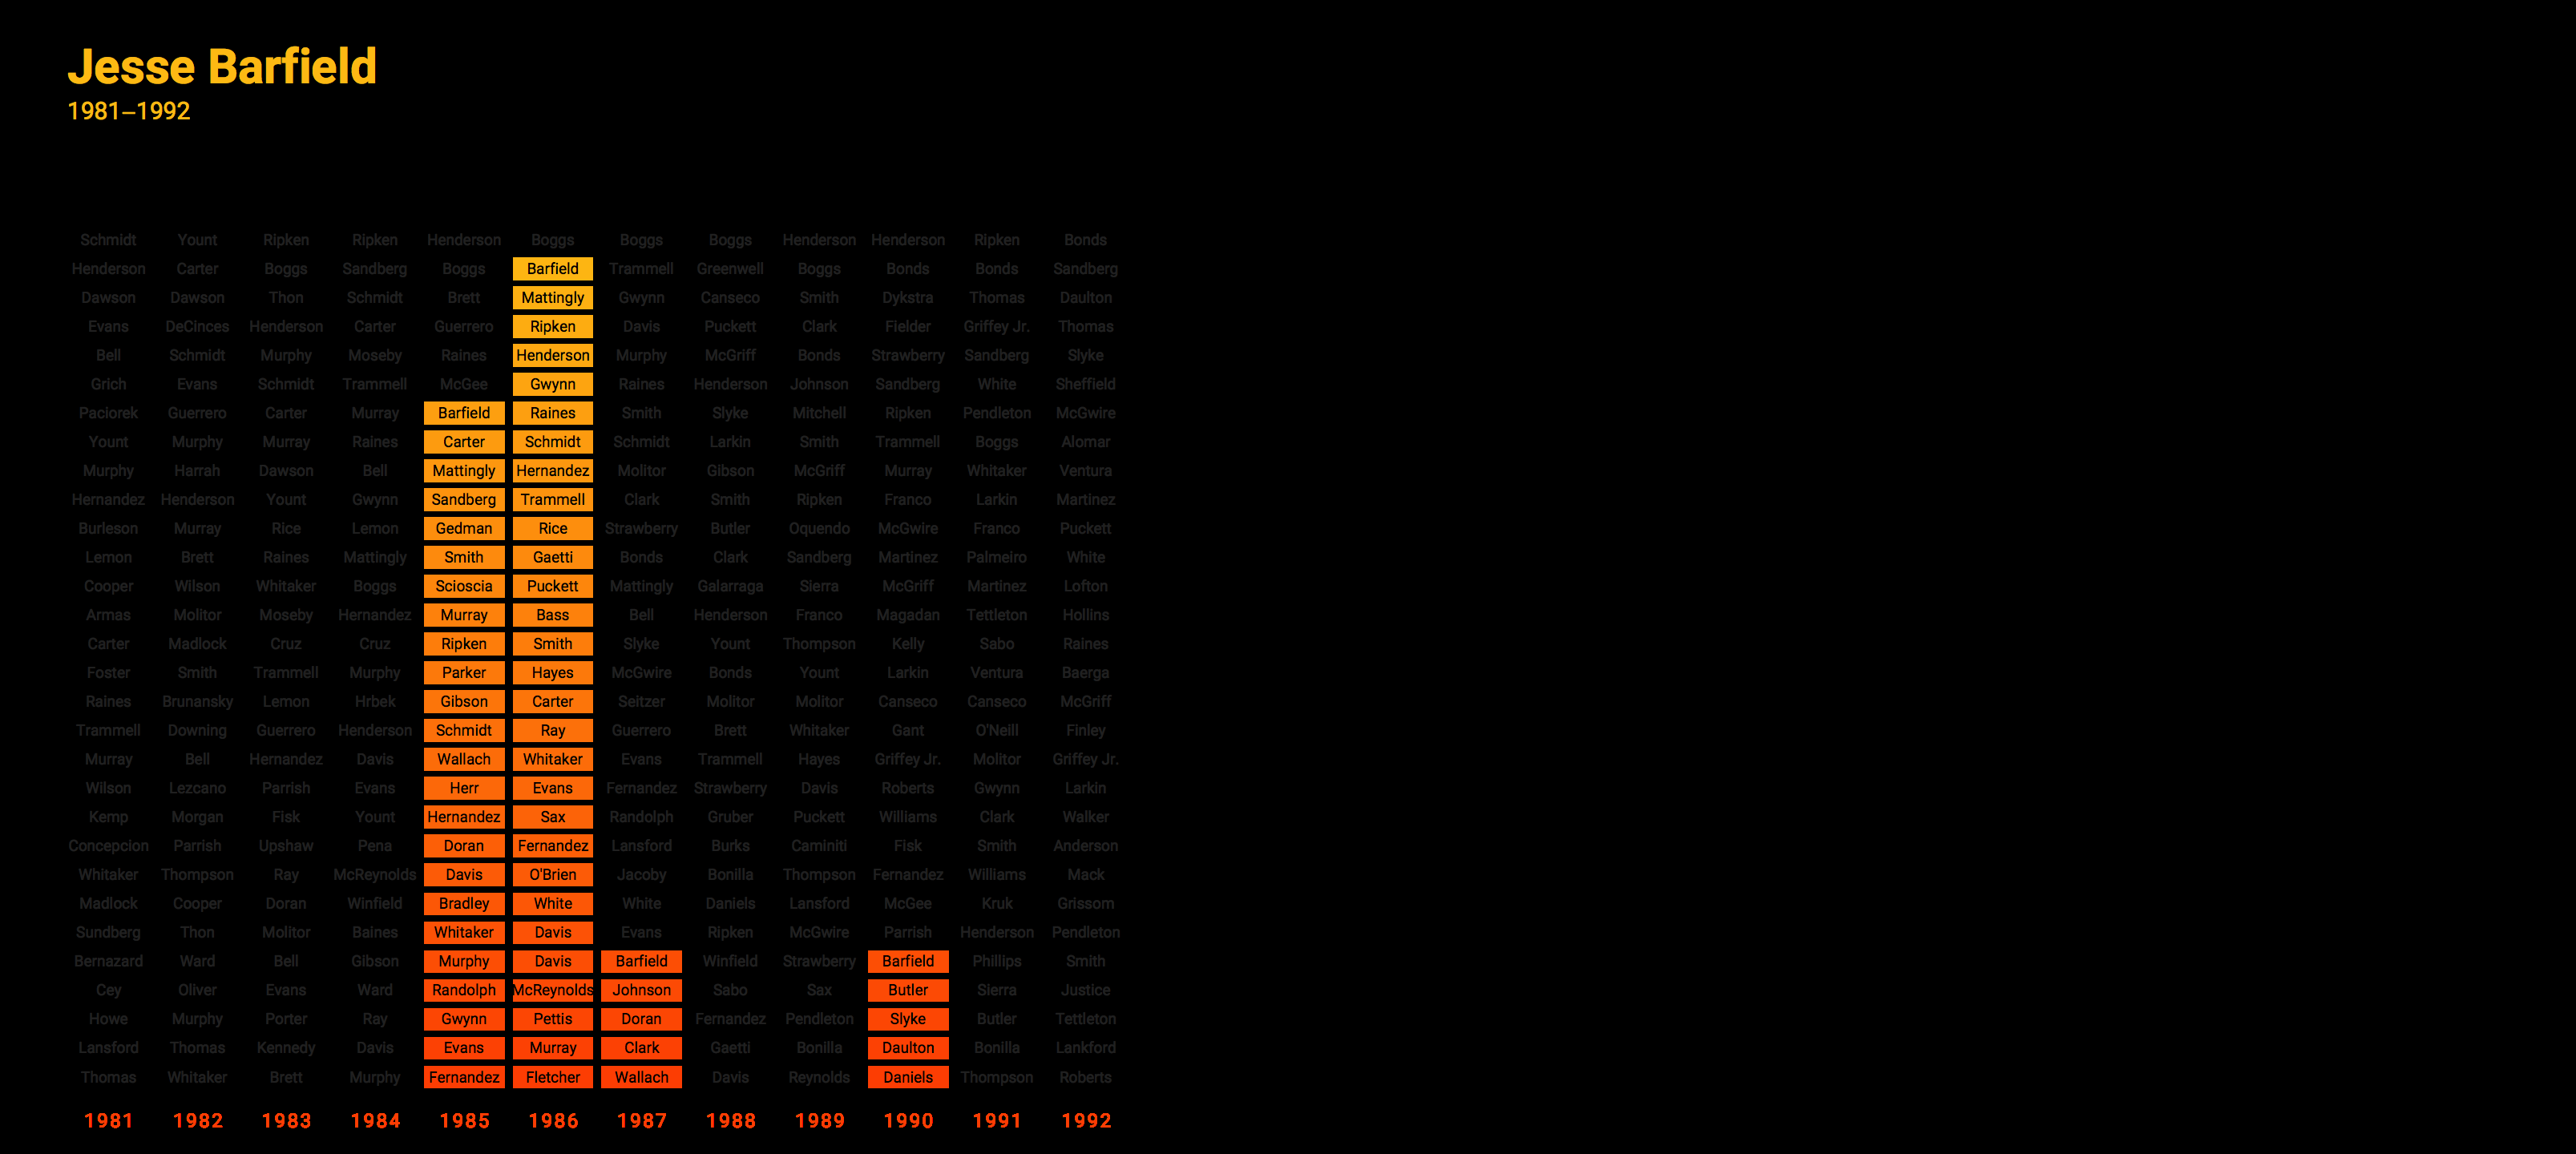 Jesse Barfield
1981–1992
Schmidt Yount Ripken Ripken Henderson Boggs Boggs Boggs Henderson Henderson Ripken Bonds
Henderson Carter Boggs Sandberg Boggs Barfield Trammell Greenwell Boggs Bonds Bonds Sandberg
Dawson Dawson Thon Schmidt Brett Mattingly Gwynn Canseco Smith Dykstra Thomas Daulton
Evans DeCinces Henderson Carter Guerrero Ripken Davis Puckett Clark Fielder Griffey Jr. Thomas
Bell Schmidt Murphy Moseby Raines Henderson Murphy McGriff Bonds Strawberry Sandberg Slyke
Grich Evans Schmidt Trammell McGee Gwynn Raines Henderson Johnson Sandberg White Sheffield
Paciorek Guerrero Carter Murray Barfield Raines Smith Slyke Mitchell Ripken Pendleton McGwire
Yount Murphy Murray Raines Carter Schmidt Schmidt Larkin Smith Trammell Boggs Alomar
Murphy Harrah Dawson Bell Mattingly Hernandez Molitor Gibson McGriff Murray Whitaker Ventura
Hernandez Henderson Yount Gwynn Sandberg Trammell Clark Smith Ripken Franco Larkin Martinez
Burleson Murray Rice Lemon Gedman Rice Strawberry Butler Oquendo McGwire Franco Puckett
Lemon Brett Raines Mattingly Smith Gaetti Bonds Clark Sandberg Martinez Palmeiro White
Cooper Wilson Whitaker Boggs Scioscia Puckett Mattingly Galarraga Sierra McGriff Martinez Lofton
Armas Molitor Moseby Hernandez Murray Bass Bell Henderson Franco Magadan Tettleton Hollins
Carter Madlock Cruz Cruz Ripken Smith Slyke Yount Thompson Kelly Sabo Raines
Foster Smith Trammell Murphy Parker Hayes McGwire Bonds Yount Larkin Ventura Baerga
Raines Brunansky Lemon Hrbek Gibson Carter Seitzer Molitor Molitor Canseco Canseco McGriff
Trammell Downing Guerrero Henderson Schmidt Ray Guerrero Brett Whitaker Gant O'Neill Finley
Murray Bell Hernandez Davis Wallach Whitaker Evans Trammell Hayes Griffey Jr. Molitor Griffey Jr.
Wilson Lezcano Parrish Evans Herr Evans Fernandez Strawberry Davis Roberts Gwynn Larkin
Kemp Morgan Fisk Yount Hernandez Sax Randolph Gruber Puckett Williams Clark Walker
Concepcion Parrish Upshaw Pena Doran Fernandez Lansford Burks Caminiti Fisk Smith Anderson
Whitaker Thompson Ray McReynolds Davis O'Brien Jacoby Bonilla Thompson Fernandez Williams Mack
Madlock Cooper Doran Winfield Bradley White White Daniels Lansford McGee Kruk Grissom
Sundberg Thon Molitor Baines Whitaker Davis Evans Ripken McGwire Parrish Henderson Pendleton
Bernazard Ward Bell Gibson Murphy Davis Barfield Winfield Strawberry Barfield Phillips Smith
Cey Oliver Evans Ward Randolph McReynolds Johnson Sabo Sax Butler Sierra Justice
Howe Murphy Porter Ray Gwynn Pettis Doran Fernandez Pendleton Slyke Butler Tettleton
Lansford Thomas Kennedy Davis Evans Murray Clark Gaetti Bonilla Daulton Bonilla Lankford
Thomas Whitaker Brett Murphy Fernandez Fletcher Wallach Davis Reynolds Daniels Thompson Roberts
1981 1982 1983 1984 1985 1986 1987 1988 1989 1990 1991 1992